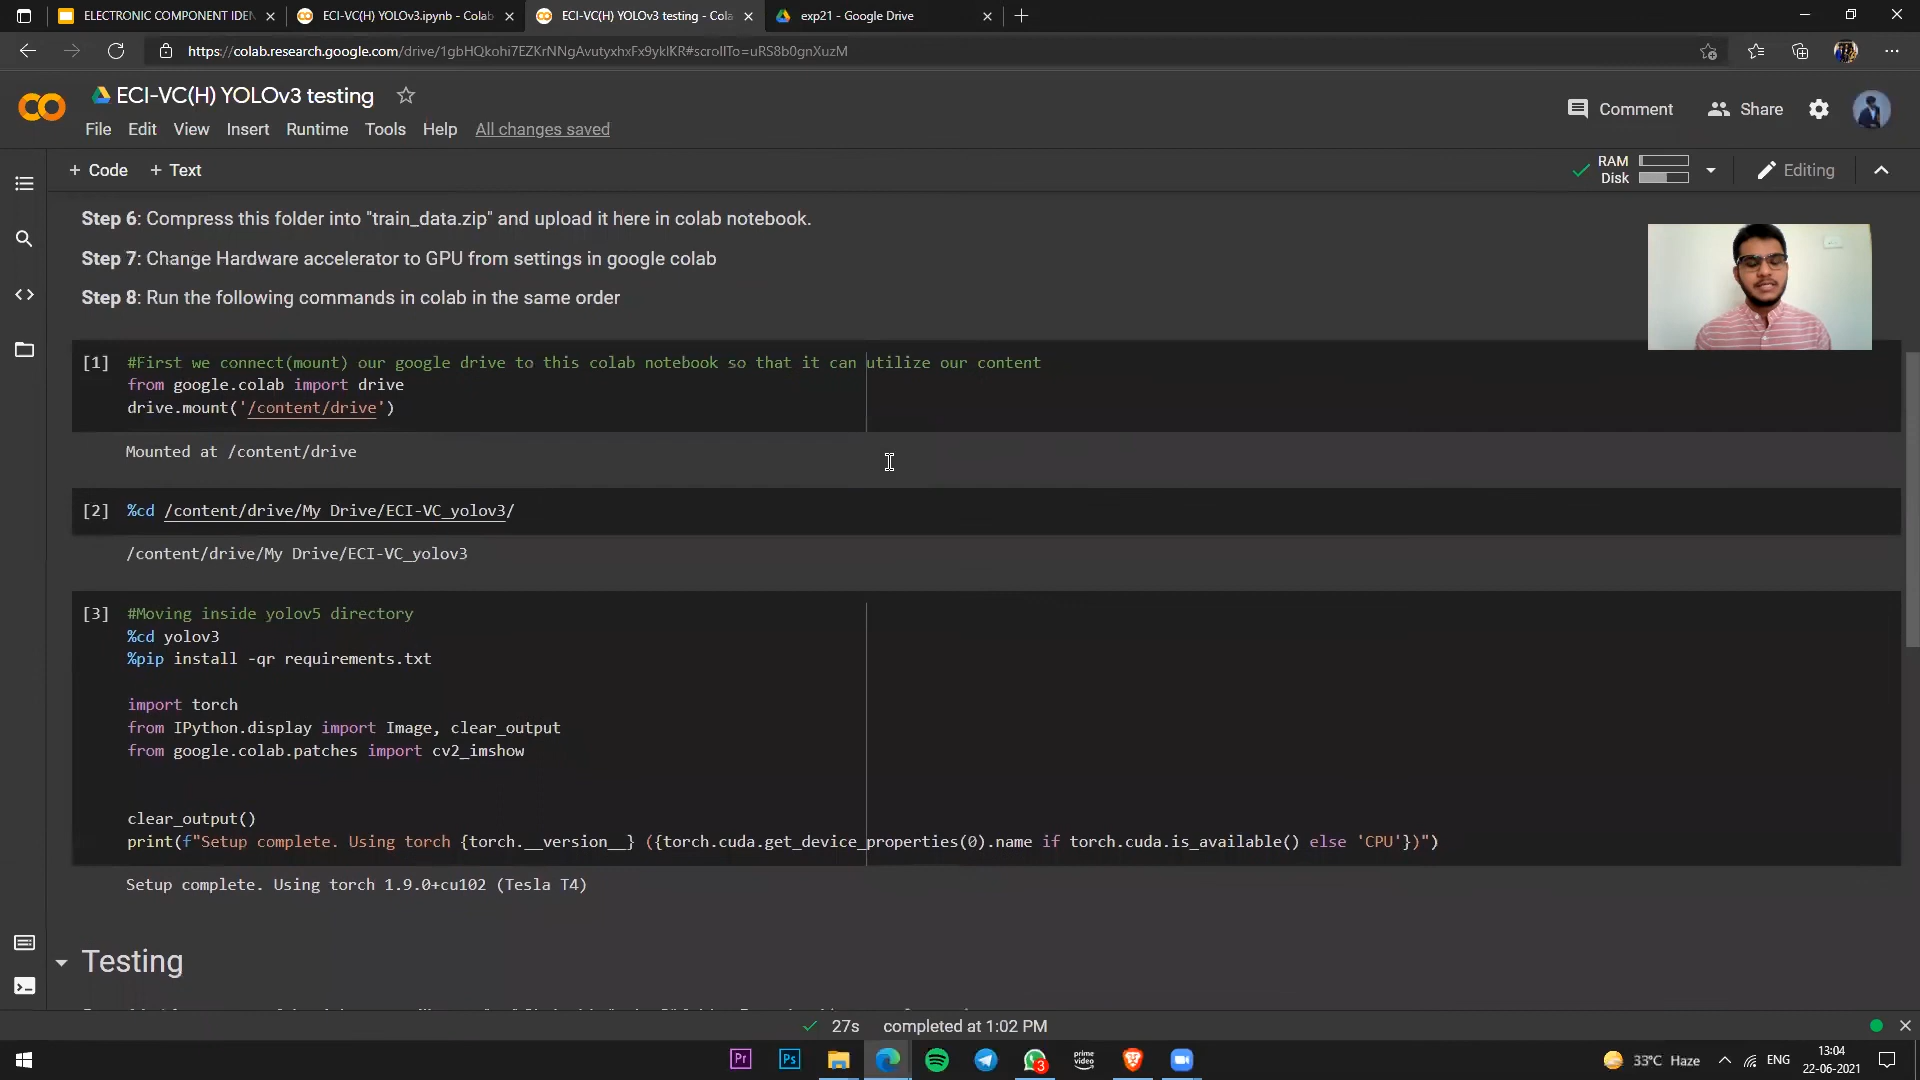 ELECTRONIC COMPONENT IDEN
ECI-VC(H) YOLOv3.ipynb - Colab
ECI-VC(H) YOLOv3 testing - Cola
exp21 - Google Drive
https://colab.research.google.com/drive/1gbHQkohi7EZKrNNgAvutyxhxFx9yklKR#scrollTo=uRS8b0gnXuzM
ECI-VC(H) YOLOv3 testing
Comment
Share
File Edit View Insert Runtime Tools Help All changes saved
+ Code + Text
RAM
Disk
Editing
Step 6: Compress this folder into "train_data.zip" and upload it here in colab notebook.
Step 7: Change Hardware accelerator to GPU from settings in google colab
Step 8: Run the following commands in colab in the same order
[1] #First we connect(mount) our google drive to this colab notebook so that it can utilize our content
from google.colab import drive
drive.mount('/content/drive')
Mounted at /content/drive
[2] %cd /content/drive/My Drive/ECI-VC_yolov3/
/content/drive/My Drive/ECI-VC_yolov3
[3] #Moving inside yolov5 directory
%cd yolov3
%pip install -qr requirements.txt
import torch
from IPython.display import Image, clear_output
from google.colab.patches import cv2_imshow
clear_output()
print(f"Setup complete. Using torch {torch.__version__} ({torch.cuda.get_device_properties(0).name if torch.cuda.is_available() else 'CPU'})")
Setup complete. Using torch 1.9.0+cu102 (Tesla T4)
Testing
27s completed at 1:02 PM
Pr
Ps
prime video
3
33°C Haze
ENG
13:04
22-06-2021